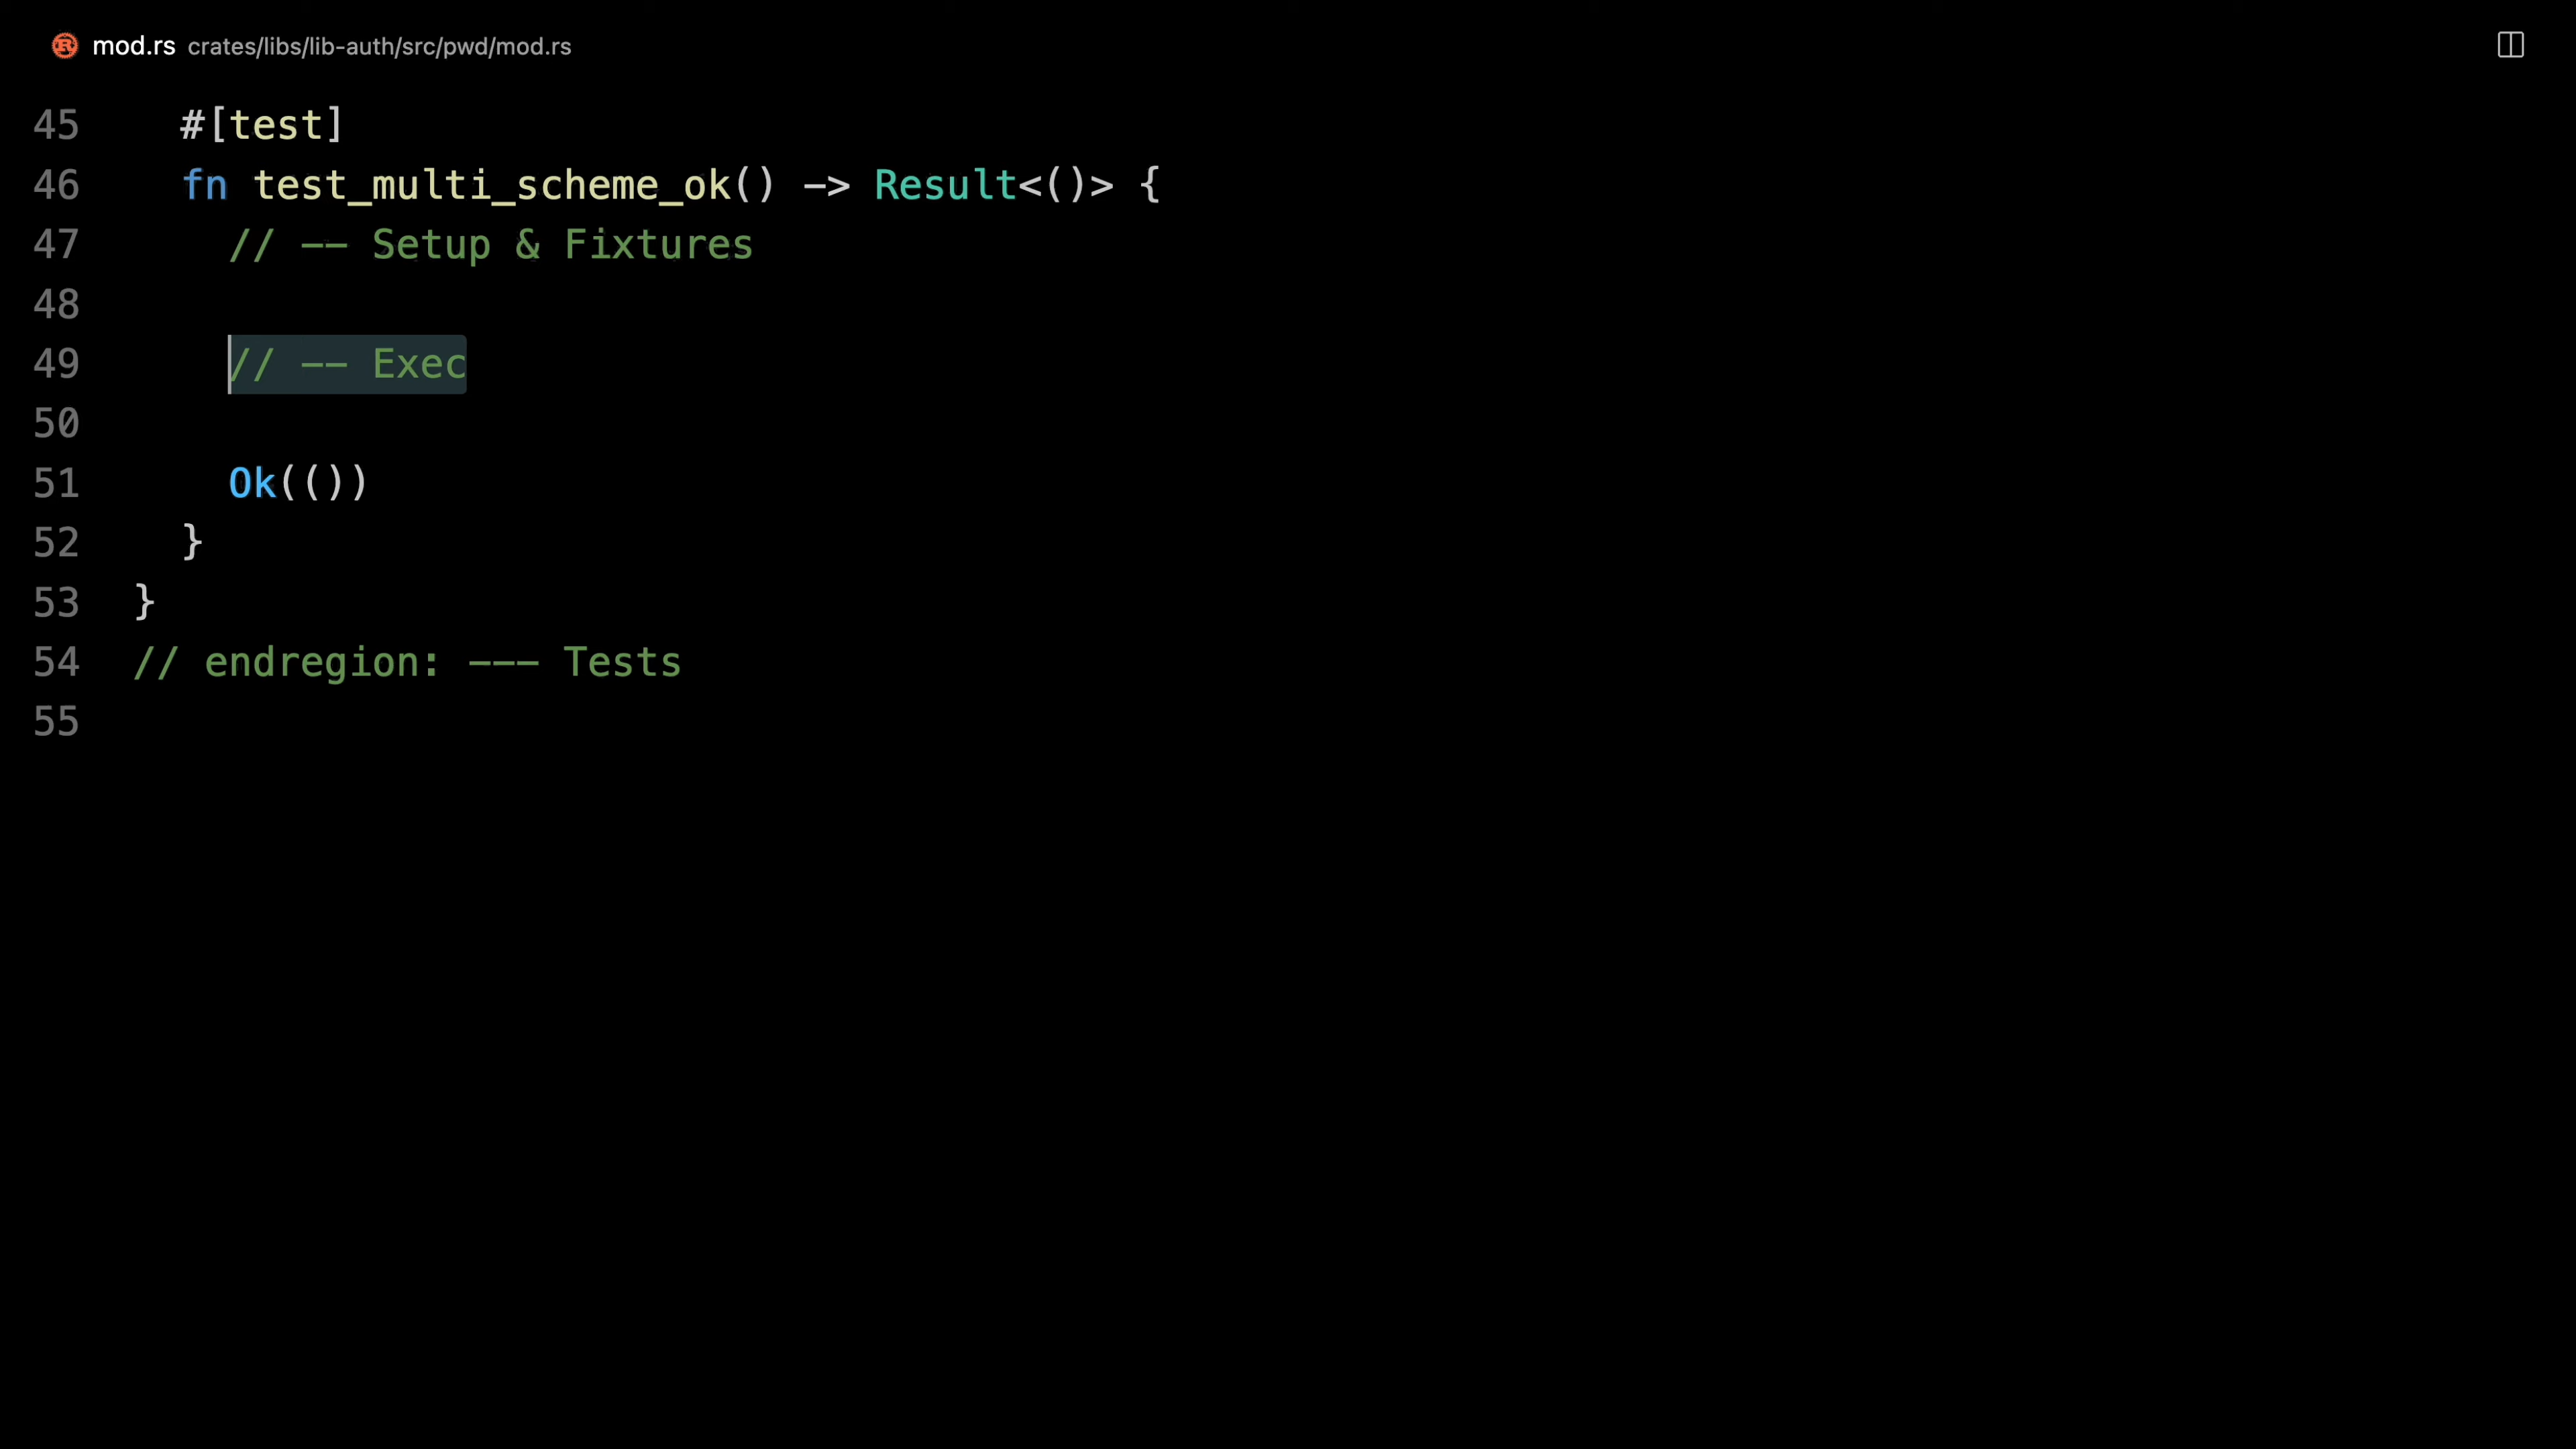 mod.rs crates/libs/lib-auth/src/pwd/mod.rs
45 #[test]
46 fn test_multi_scheme_ok() -> Result<()> {
47 // -- Setup & Fixtures
48
49 // -- Exec
50
51 Ok(())
52 }
53 }
54 // endregion: --- Tests
55